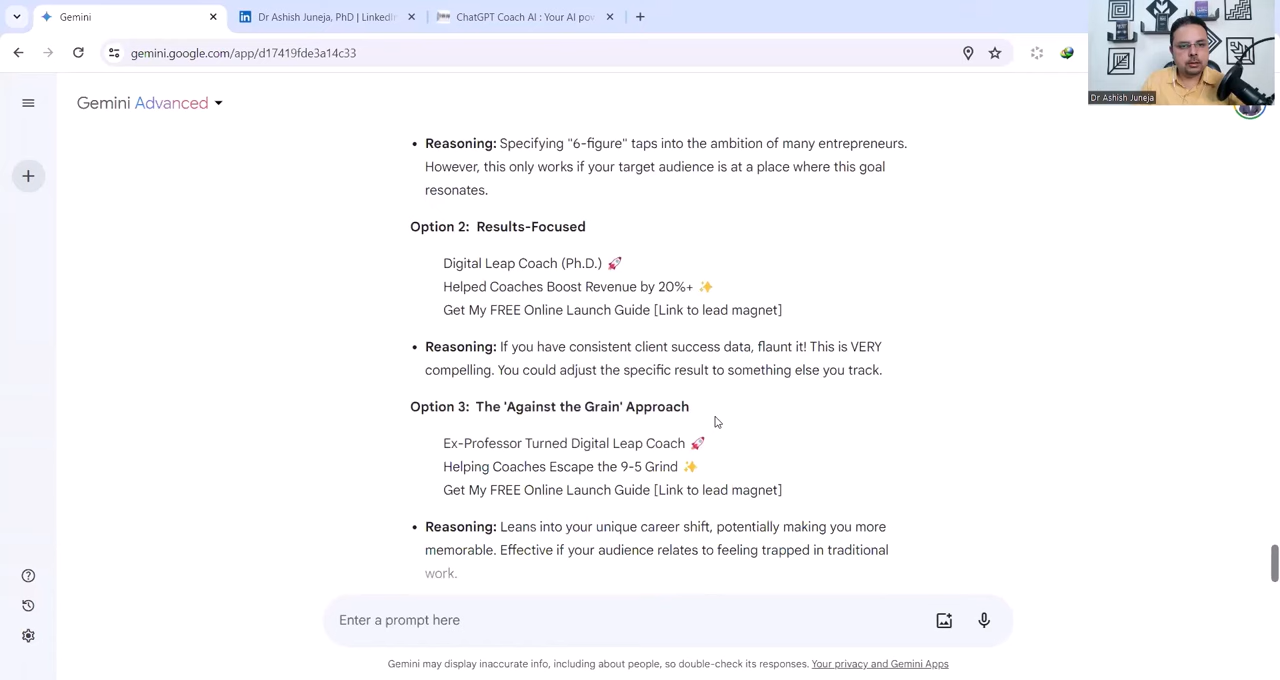 Gemini
Dr Ashish Juneja, PhD | LinkedIn
ChatGPT Coach AI : Your AI pow
gemini.google.com/app/d17419fde3a14c33
Dr Ashish Juneja
Gemini Advanced
• Reasoning: Specifying "6-figure" taps into the ambition of many entrepreneurs.
However, this only works if your target audience is at a place where this goal
resonates.
Option 2: Results-Focused
Digital Leap Coach (Ph.D.) 🚀
Helped Coaches Boost Revenue by 20%+ ✨
Get My FREE Online Launch Guide [Link to lead magnet]
• Reasoning: If you have consistent client success data, flaunt it! This is VERY
compelling. You could adjust the specific result to something else you track.
Option 3: The 'Against the Grain' Approach
Ex-Professor Turned Digital Leap Coach 🚀
Helping Coaches Escape the 9-5 Grind ✨
Get My FREE Online Launch Guide [Link to lead magnet]
• Reasoning: Leans into your unique career shift, potentially making you more
memorable. Effective if your audience relates to feeling trapped in traditional
work.
Enter a prompt here
Gemini may display inaccurate info, including about people, so double-check its responses. Your privacy and Gemini Apps